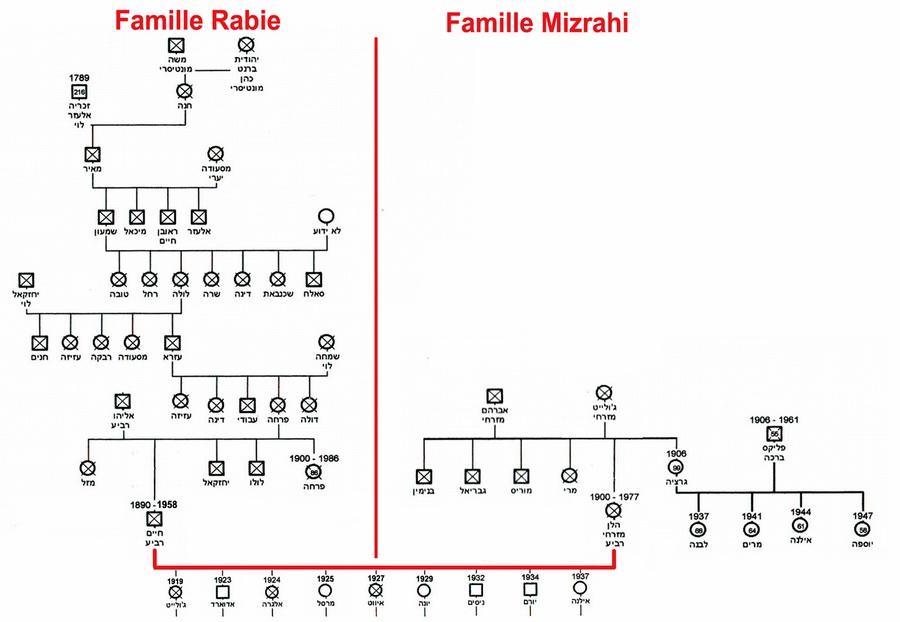 Famille Rabie
Famille Mizrahi
משה
מונטיסרי
יהודית
ברנט
כהן
מונטיסרי
1789
216
זכריה
אלעזר
לוי
חנה
מאיר
מסעודה
יערי
שמעון
מיכאל
ראובן
חיים
אלעזר
לא ידוע
טובה
רחל
לולה
שרה
דינה
שכנבאת
סאלח
יחזקאל
לוי
חנים
עזיזה
רבקה
מסעודה
עזרא
שמחה
לוי
עזיזה
דינה
עבודי
פרחה
דולה
אליהו
רביע
מזל
יחזקאל
לולו
1900 - 1986
86
פרחה
1890 - 1958
חיים
רביע
אברהם
מזרחי
ג'ולייט
מזרחי
בנימין
גבריאל
מוריס
מרי
1900 - 1977
הלן
מזרחי
רביע
1906
99
גרציה
1906 - 1961
55
פליקס
ברכה
1937
68
לבנה
1941
64
מרים
1944
61
אילנה
1947
58
יוספה
1919
ג'ולייט
1923
אדוארד
1924
אלגרה
1925
מרסל
1927
איווט
1929
יונה
1932
ניסים
1934
יורם
1937
אילנה